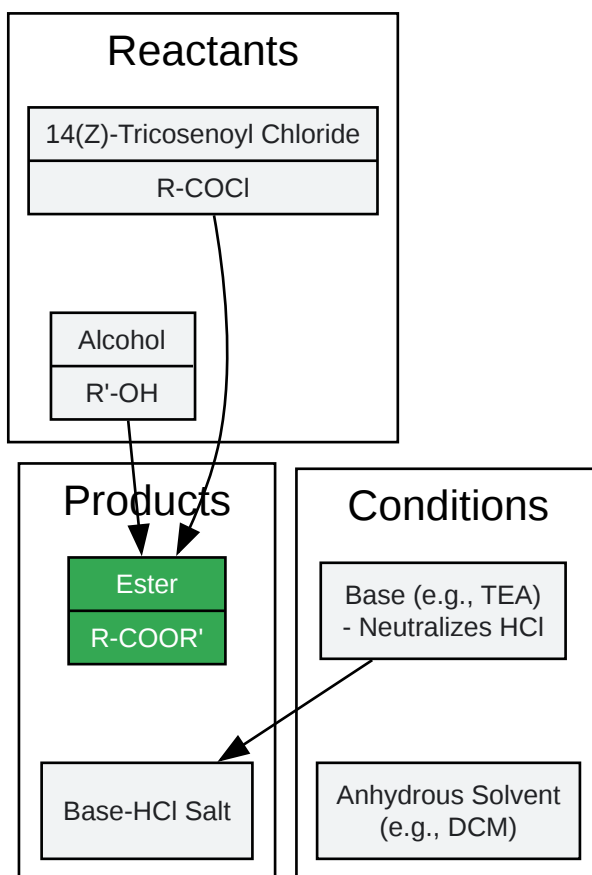 Reactants
14(Z)-Tricosenoyl Chloride
R-COCl
Alcohol
R'-OH
Products
Ester
R-COOR'
Base-HCl Salt
Conditions
Base (e.g., TEA)
- Neutralizes HCl
Anhydrous Solvent
(e.g., DCM)